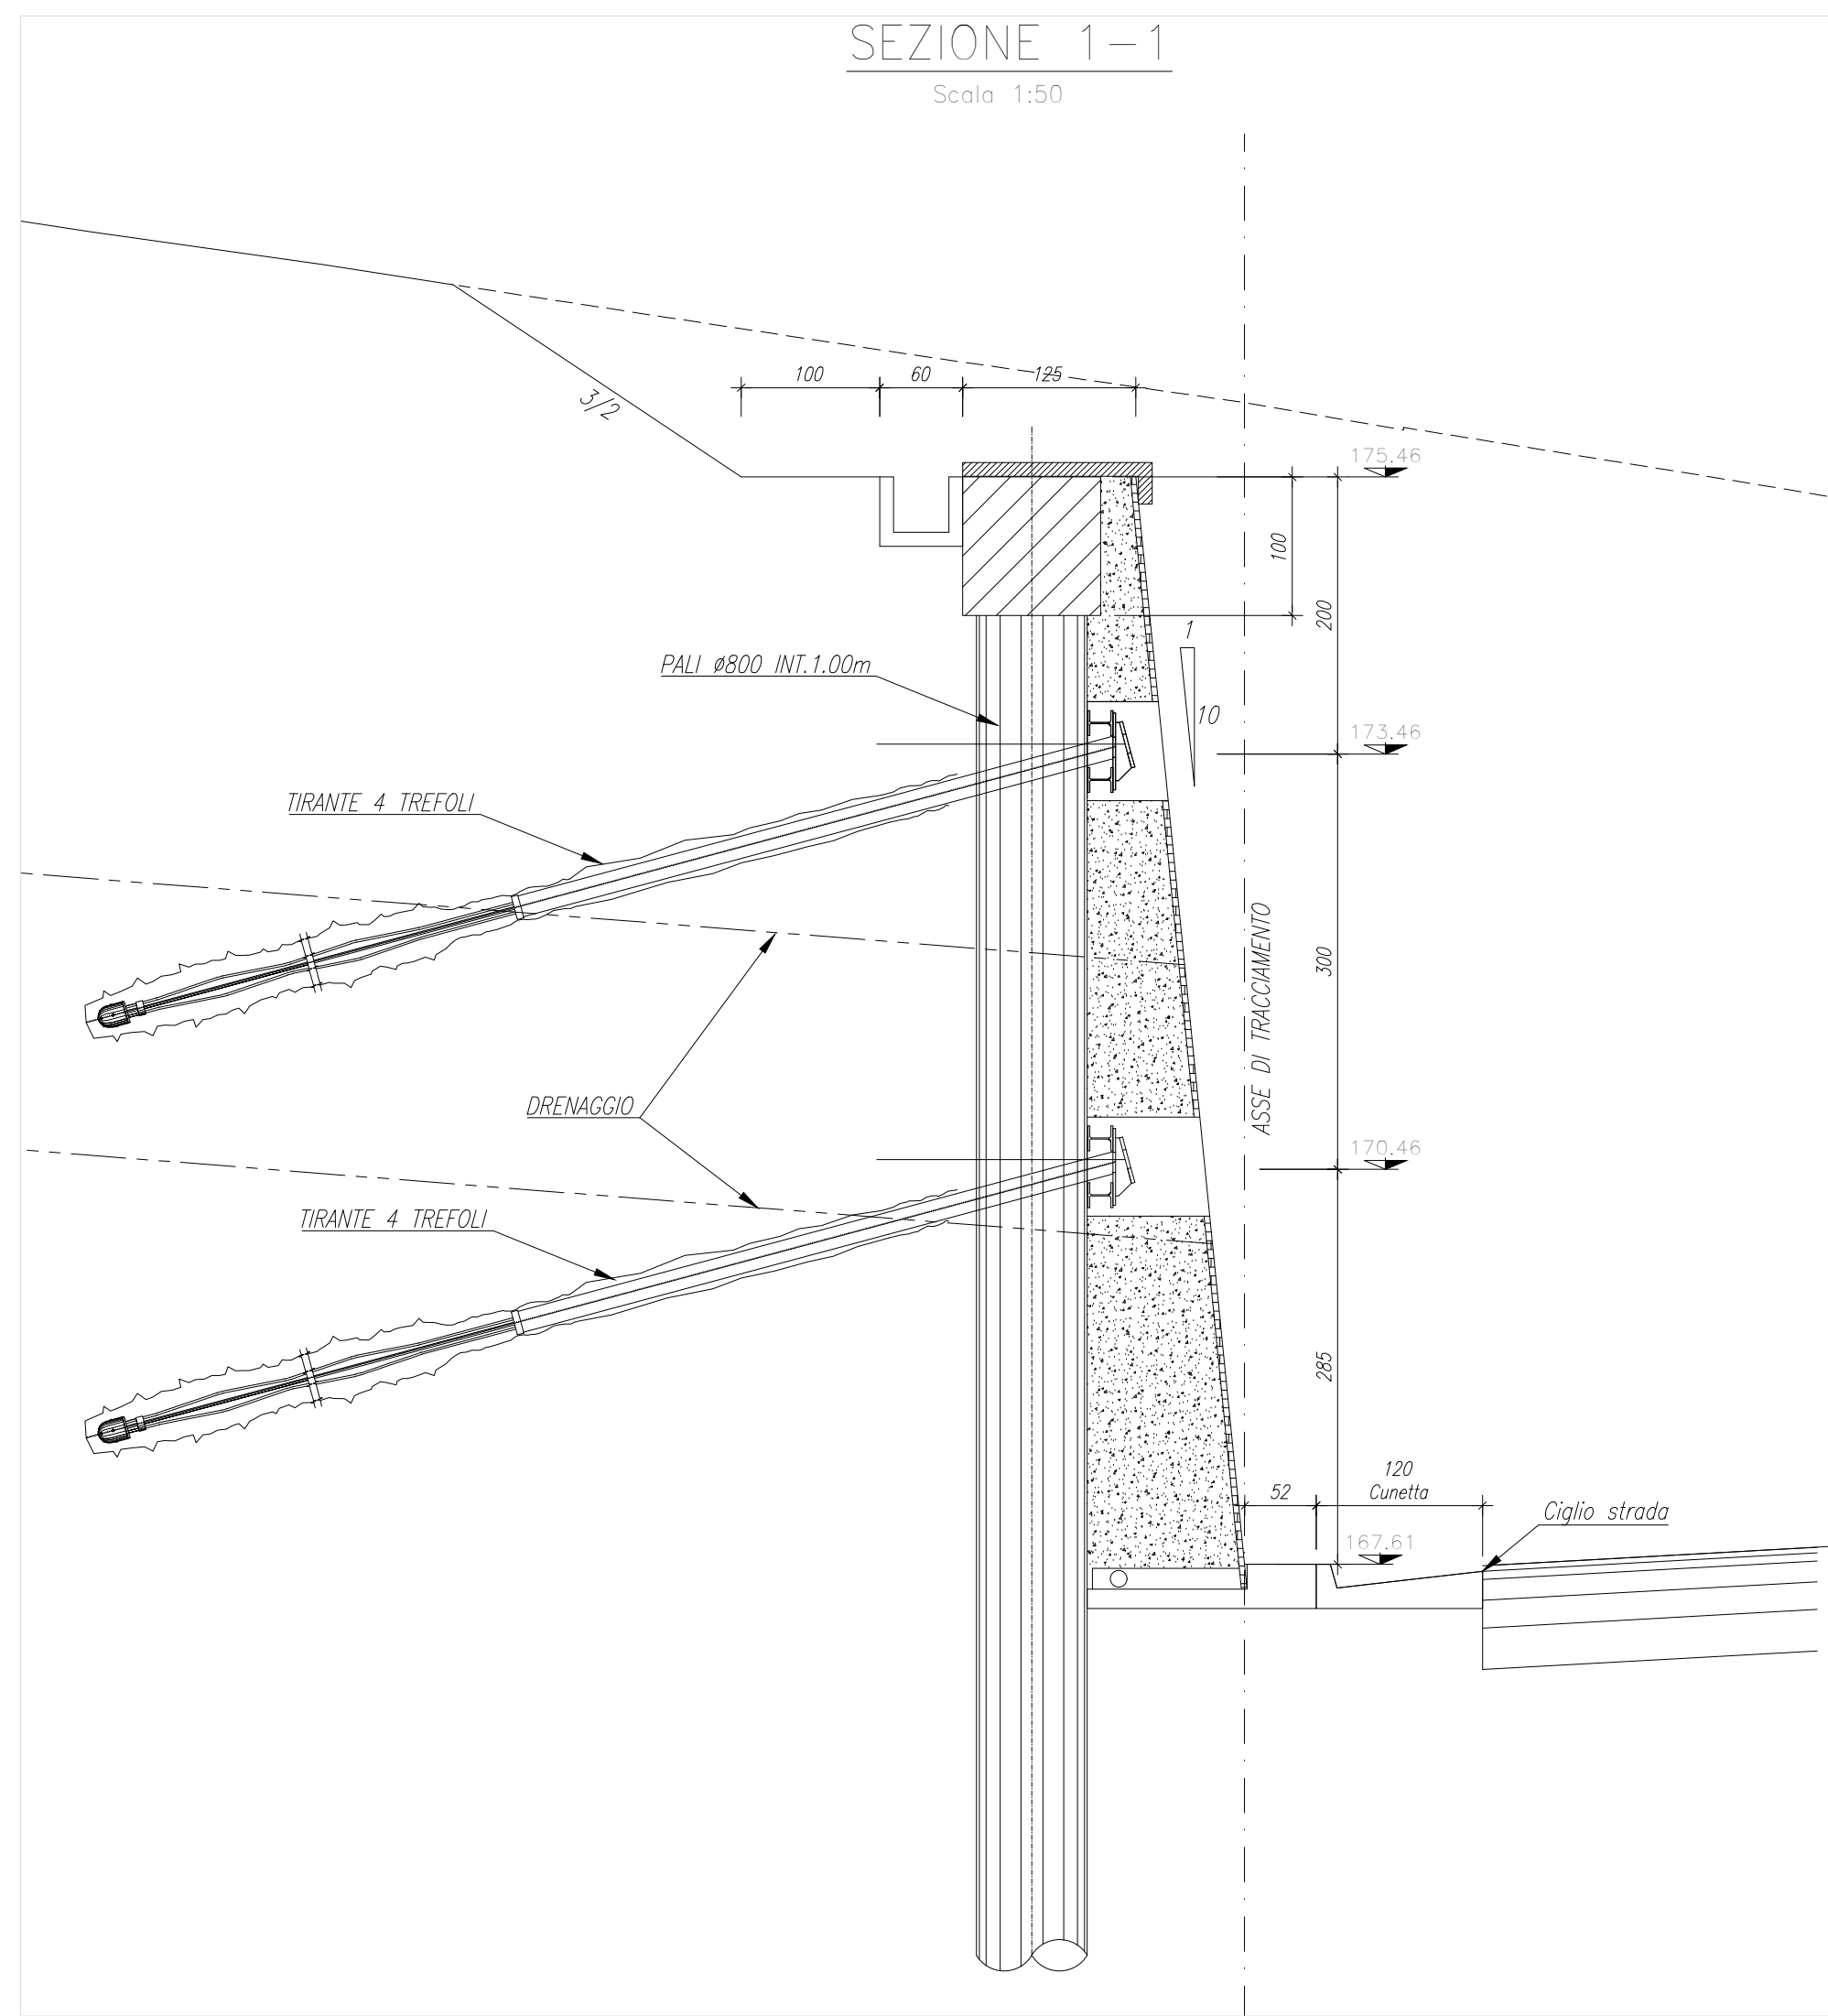 SEZIONE 1-1
Scala 1:50
100
60
125
3/2
175.46
100
200
1
10
PALI ø800 INT.1.00m
173.46
TIRANTE 4 TREFOLI
300
ASSE DI TRACCIAMENTO
DRENAGGIO
170.46
TIRANTE 4 TREFOLI
285
52
120
Cunetta
Ciglio strada
167.61